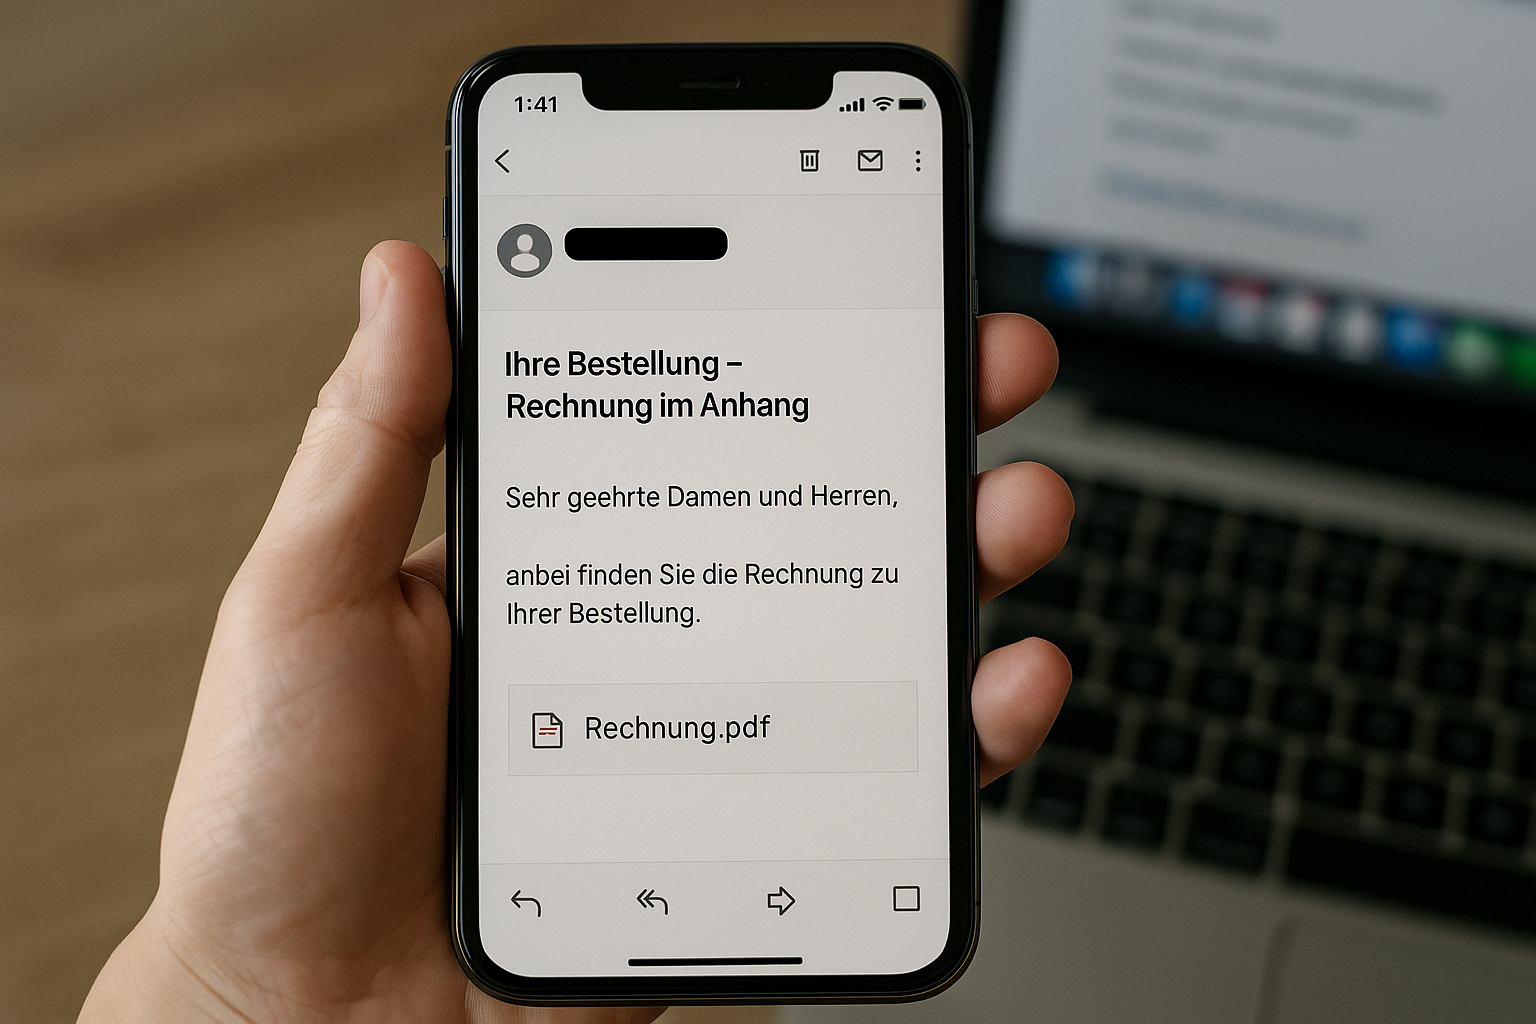 1:41
Ihre Bestellung –
Rechnung im Anhang
Sehr geehrte Damen und Herren,
anbei finden Sie die Rechnung zu
Ihrer Bestellung.
Rechnung.pdf